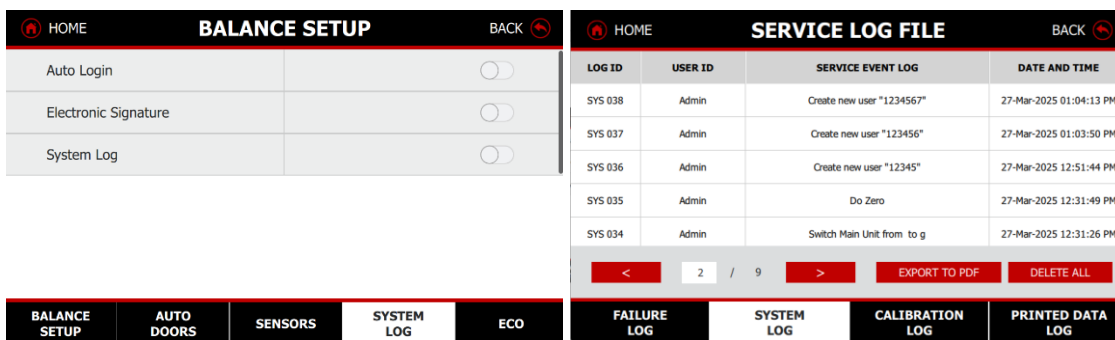 HOME BALANCE SETUP BACK
Auto Login
Electronic Signature
System Log
BALANCE SETUP AUTO DOORS SENSORS SYSTEM LOG ECO
HOME SERVICE LOG FILE BACK
LOG ID USER ID SERVICE EVENT LOG DATE AND TIME
SYS 038 Admin Create new user "1234567" 27-Mar-2025 01:04:13 PM
SYS 037 Admin Create new user "123456" 27-Mar-2025 01:03:50 PM
SYS 036 Admin Create new user "12345" 27-Mar-2025 12:51:44 PM
SYS 035 Admin Do Zero 27-Mar-2025 12:31:49 PM
SYS 034 Admin Switch Main Unit from to g 27-Mar-2025 12:31:26 PM
< 2 / 9 > EXPORT TO PDF DELETE ALL
FAILURE LOG SYSTEM LOG CALIBRATION LOG PRINTED DATA LOG